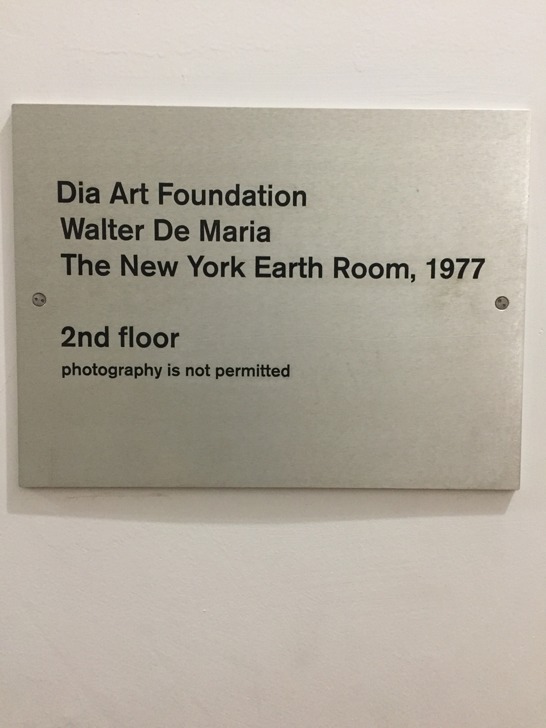 Dia Art Foundation
Walter De Maria
The New York Earth Room, 1977
2nd floor
photography is not permitted